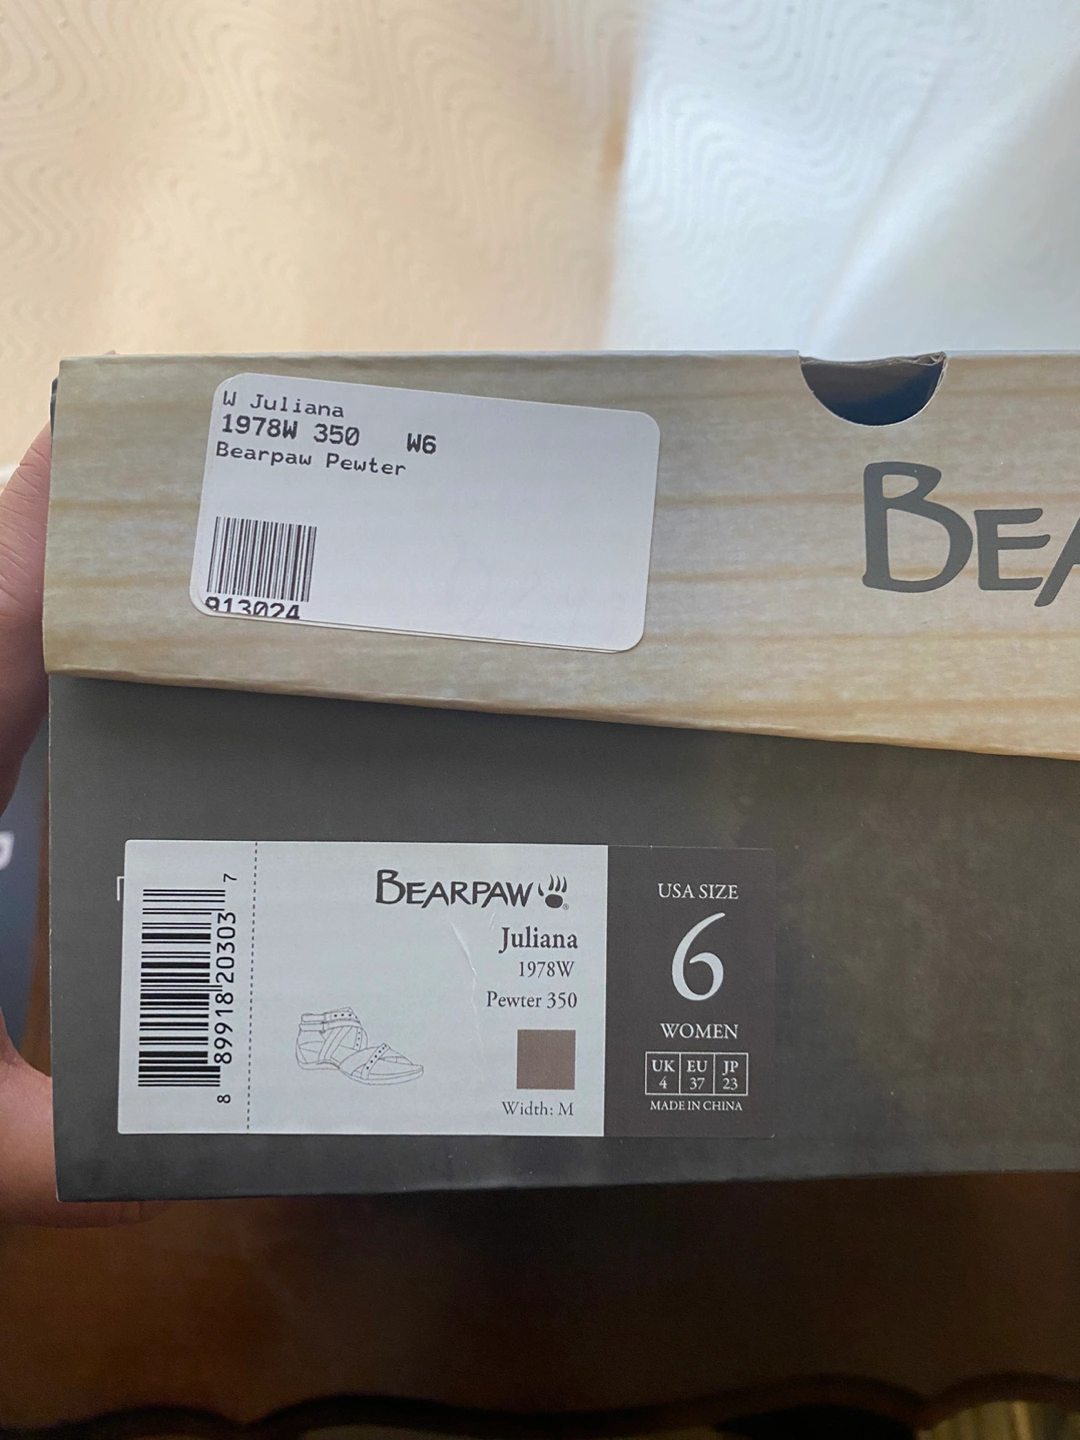 W Juliana
1978W 350 W6
Bearpaw Pewter
913024
BEA
8 89918 20303 7
BEARPAW
Juliana
1978W
Pewter 350
Width: M
USA SIZE
6
WOMEN
UK EU JP
4 37 23
MADE IN CHINA